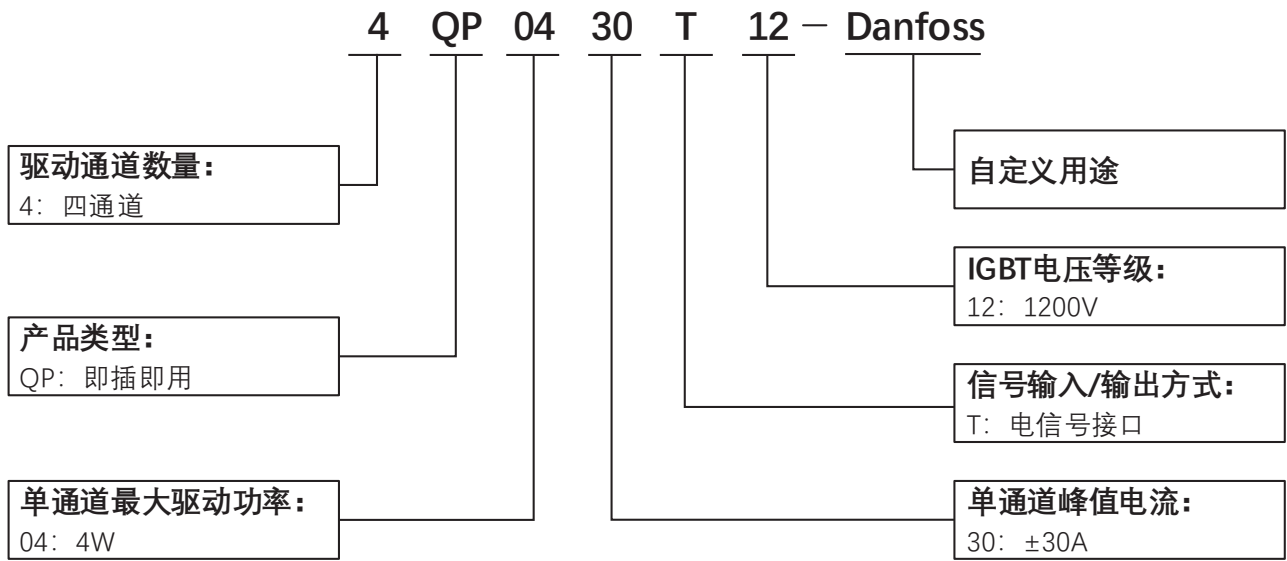 4 QP 04 30 T 12 － Danfoss
驱动通道数量：
4：四通道
产品类型：
QP：即插即用
单通道最大驱动功率：
04：4W
自定义用途
IGBT电压等级：
12：1200V
信号输入/输出方式：
T：电信号接口
单通道峰值电流：
30：±30A